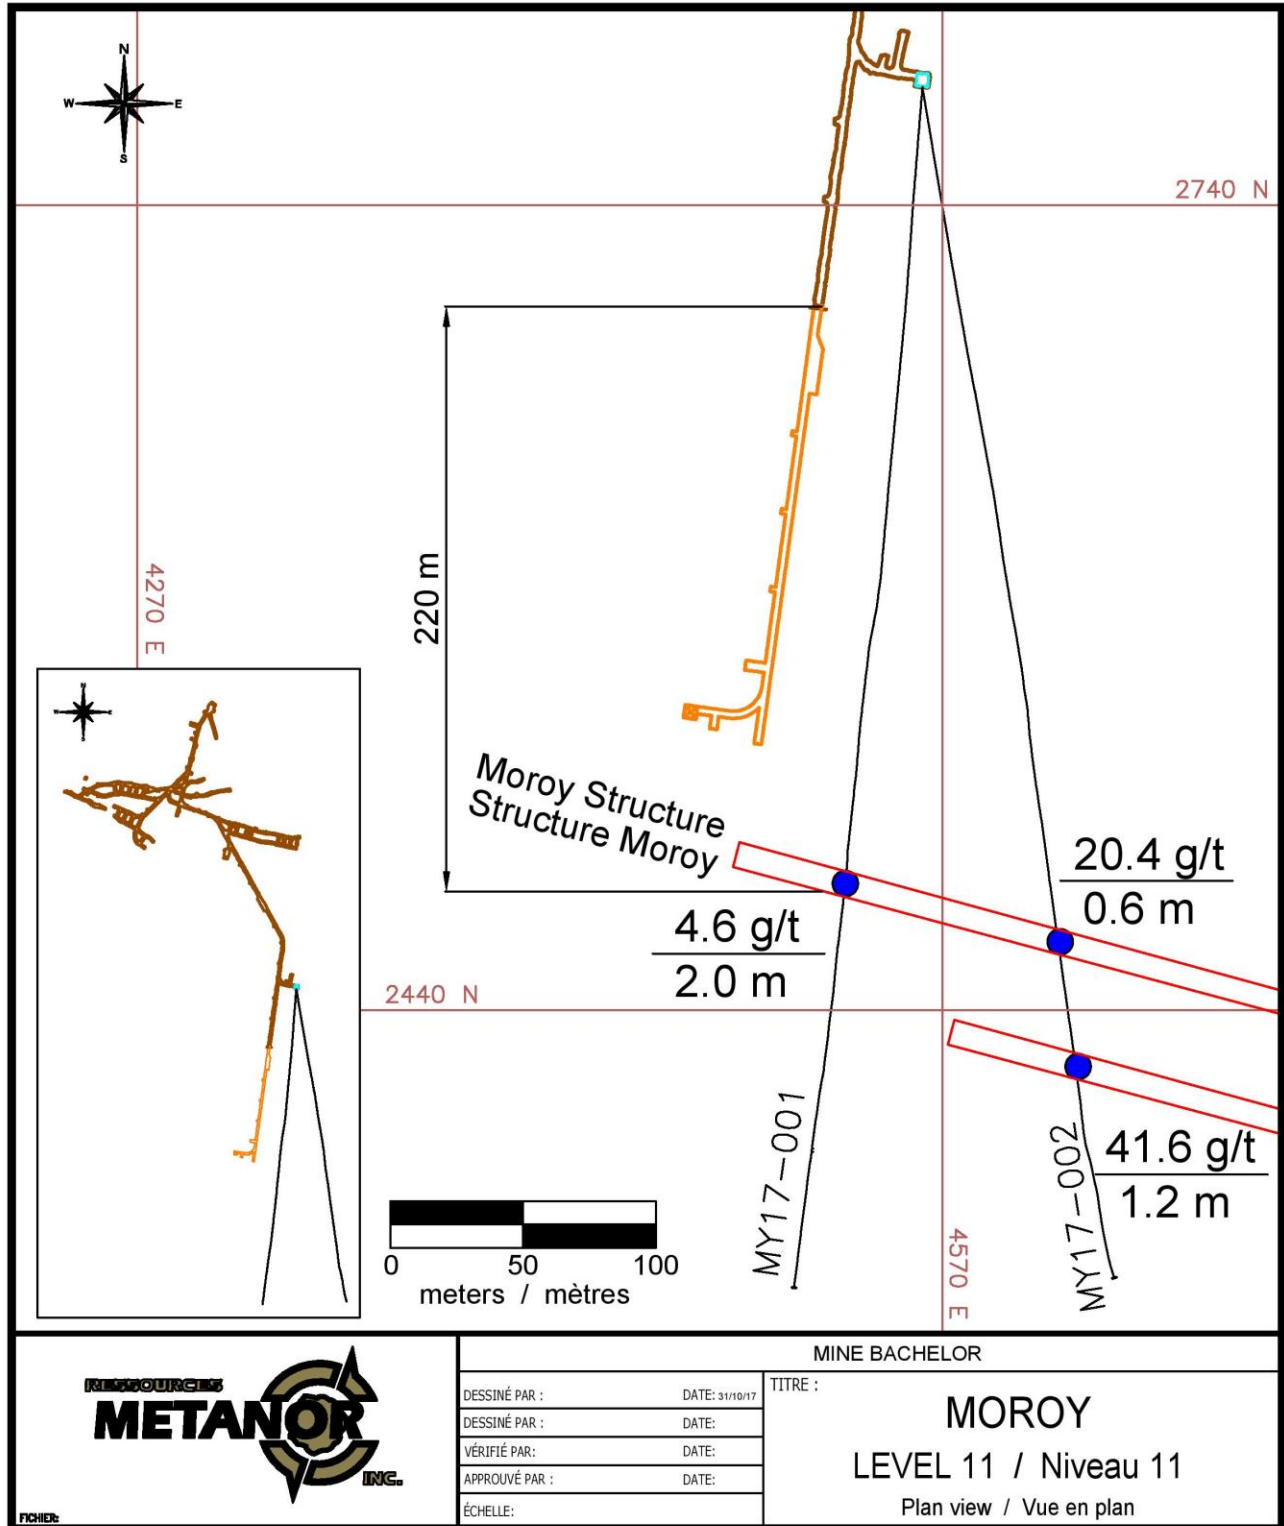 N
W E
S
2740 N
4270 E
220 m
Moroy Structure
Structure Moroy
20.4 g/t
0.6 m
4.6 g/t
2.0 m
2440 N
MY17-001
MY17-002
41.6 g/t
1.2 m
4570 E
0 50 100
meters / mètres
RESSOURCES
METANOR
INC.
FICHIER:
MINE BACHELOR
DESSINÉ PAR : DATE: 31/10/17
DESSINÉ PAR : DATE:
VÉRIFIÉ PAR: DATE:
APPROUVÉ PAR : DATE:
ÉCHELLE:
TITRE :
MOROY
LEVEL 11 / Niveau 11
Plan view / Vue en plan